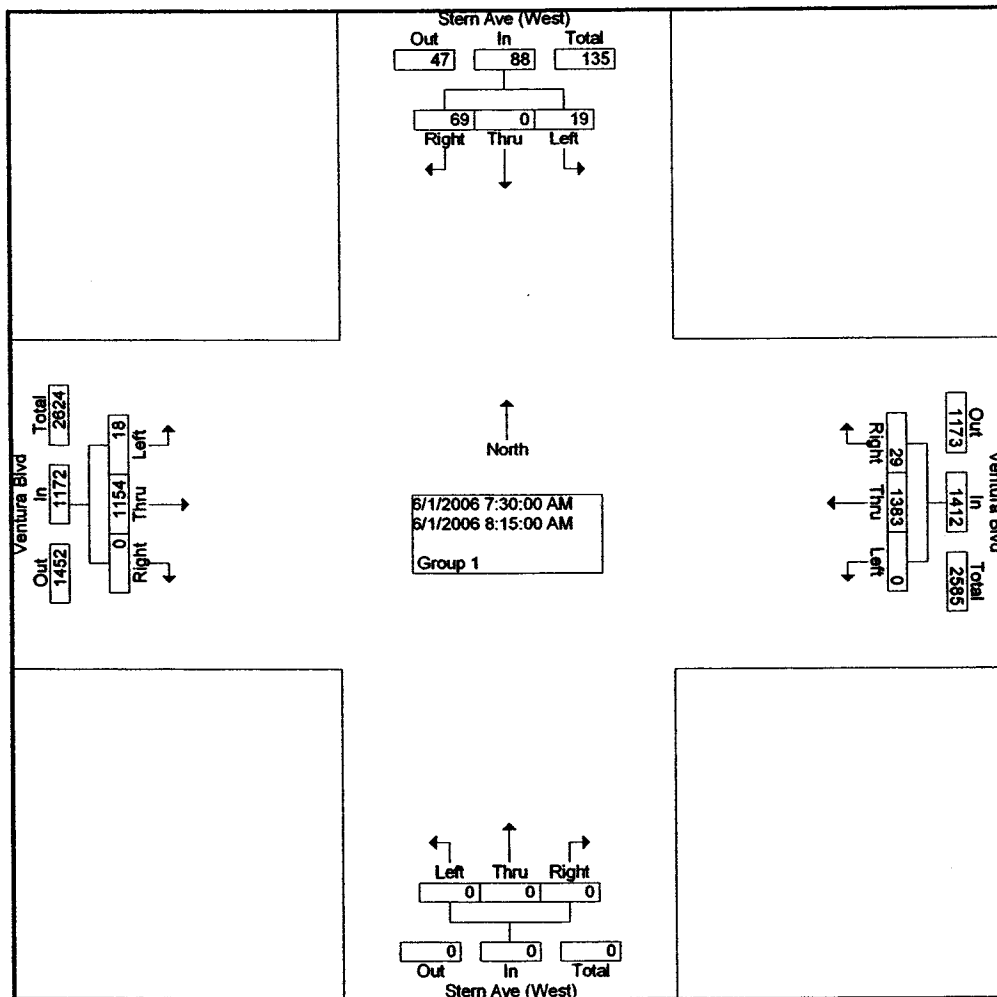 Stern Ave (West)
Out In Total
47 88 135
69 0 19
Right Thru Left
Ventura Blvd
Total In Out
2624 1172 1452
18 1154 0
Left Thru Right
North
6/1/2006 7:30:00 AM
6/1/2006 8:15:00 AM
Group 1
Right Thru Left
29 1383 0
1173 1412 2585
Out In Total
Ventura Blvd
Left Thru Right
0 0 0
0 0 0
Out In Total
Stern Ave (West)